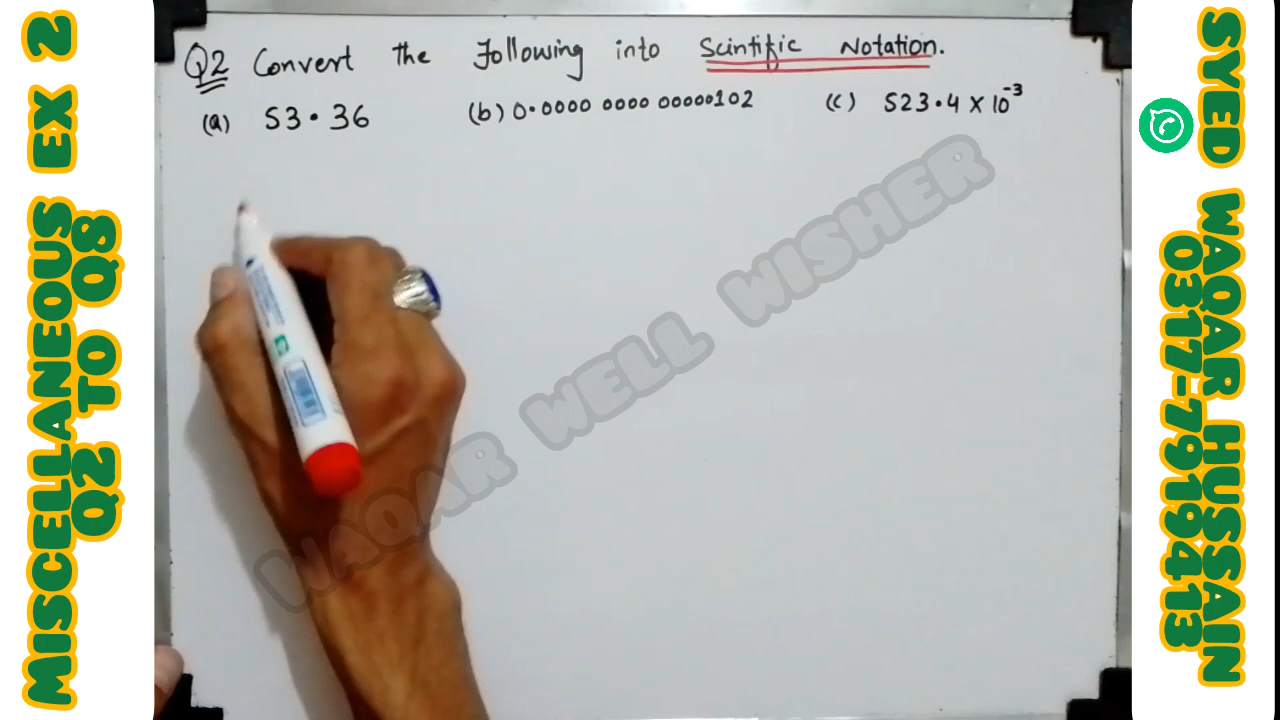 MISCELLANEOUS EX 2
Q2 TO Q8
Q2 Convert the Following into Scintific Notation.
(a) 53.36 (b) 0.0000 0000 00000102 (c) 523.4 X 10⁻³
WAQAR WELL WISHER
SYED WAQAR HUSSAIN
0317-7919413